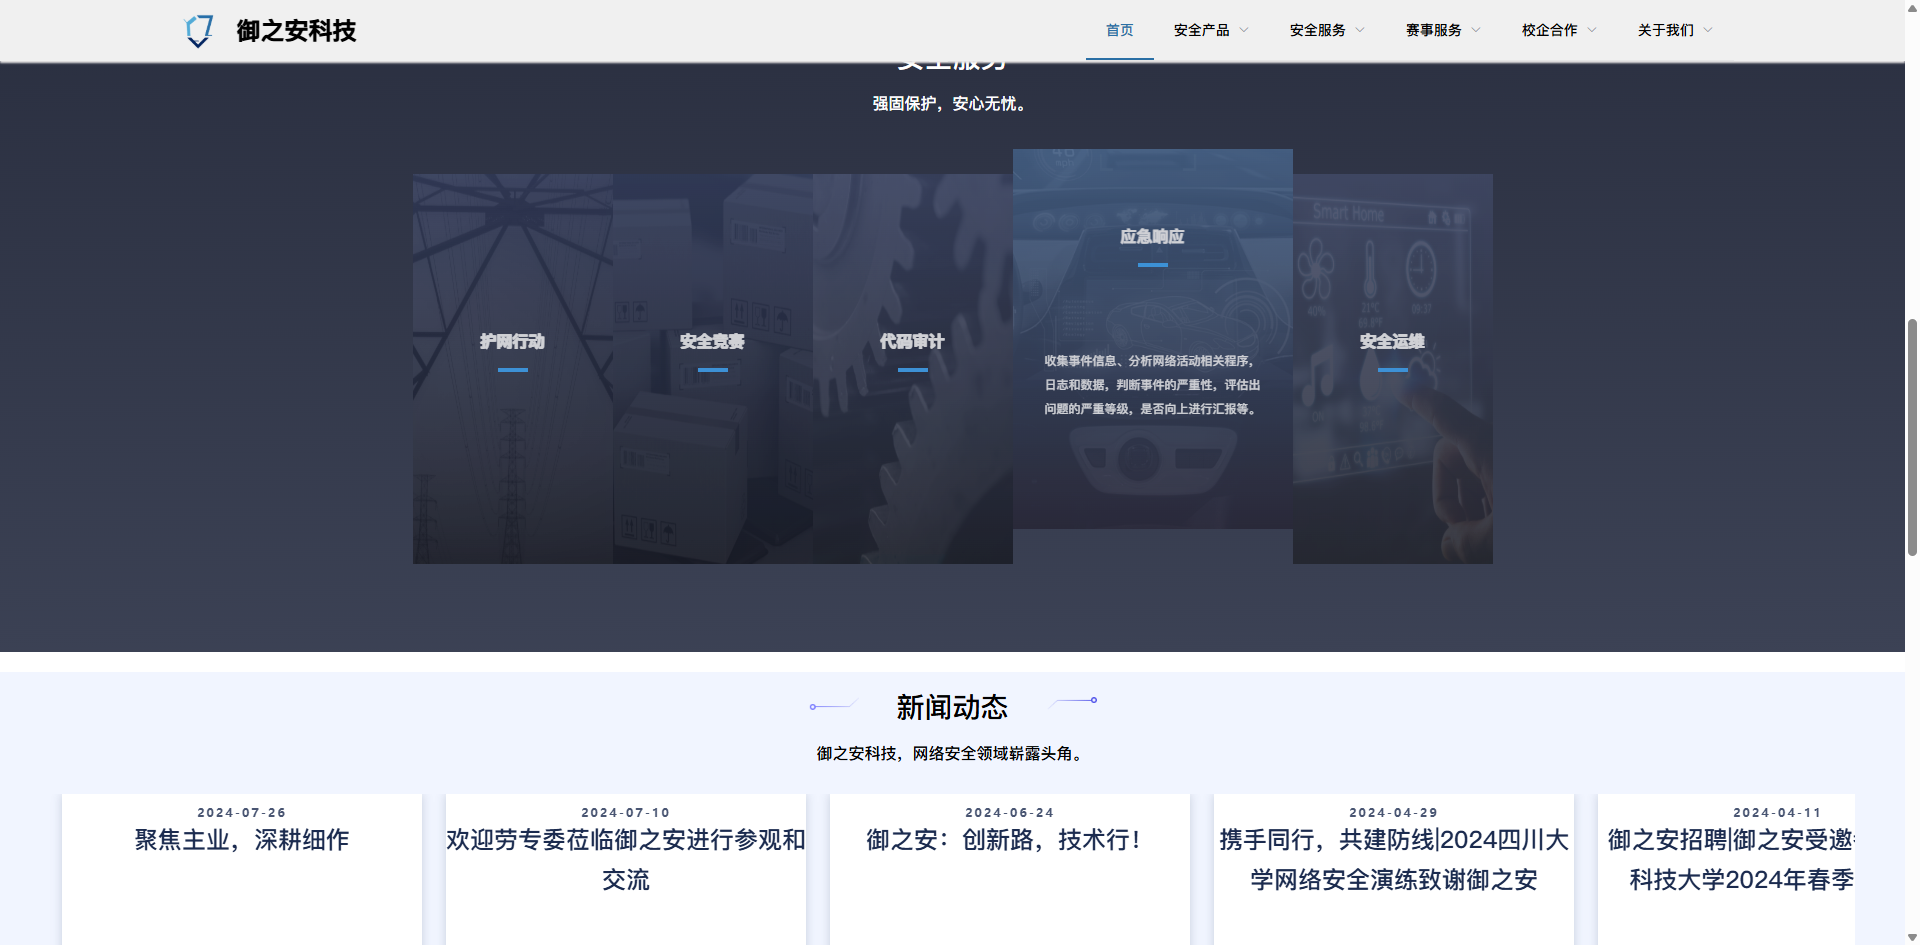 御之安科技
首页
安全产品
安全服务
赛事服务
校企合作
关于我们
安全服务
强固保护，安心无忧。
护网行动
安全竞赛
代码审计
应急响应
收集事件信息、分析网络活动相关程序，
日志和数据，判断事件的严重性，评估出
问题的严重等级，是否向上进行汇报等。
Smart Home
安全运维
新闻动态
御之安科技，网络安全领域崭露头角。
2024-07-26
聚焦主业，深耕细作
2024-07-10
欢迎劳专委莅临御之安进行参观和
交流
2024-06-24
御之安：创新路，技术行！
2024-04-29
携手同行，共建防线|2024四川大
学网络安全演练致谢御之安
2024-04-11
御之安招聘|御之安受邀
科技大学2024年春季